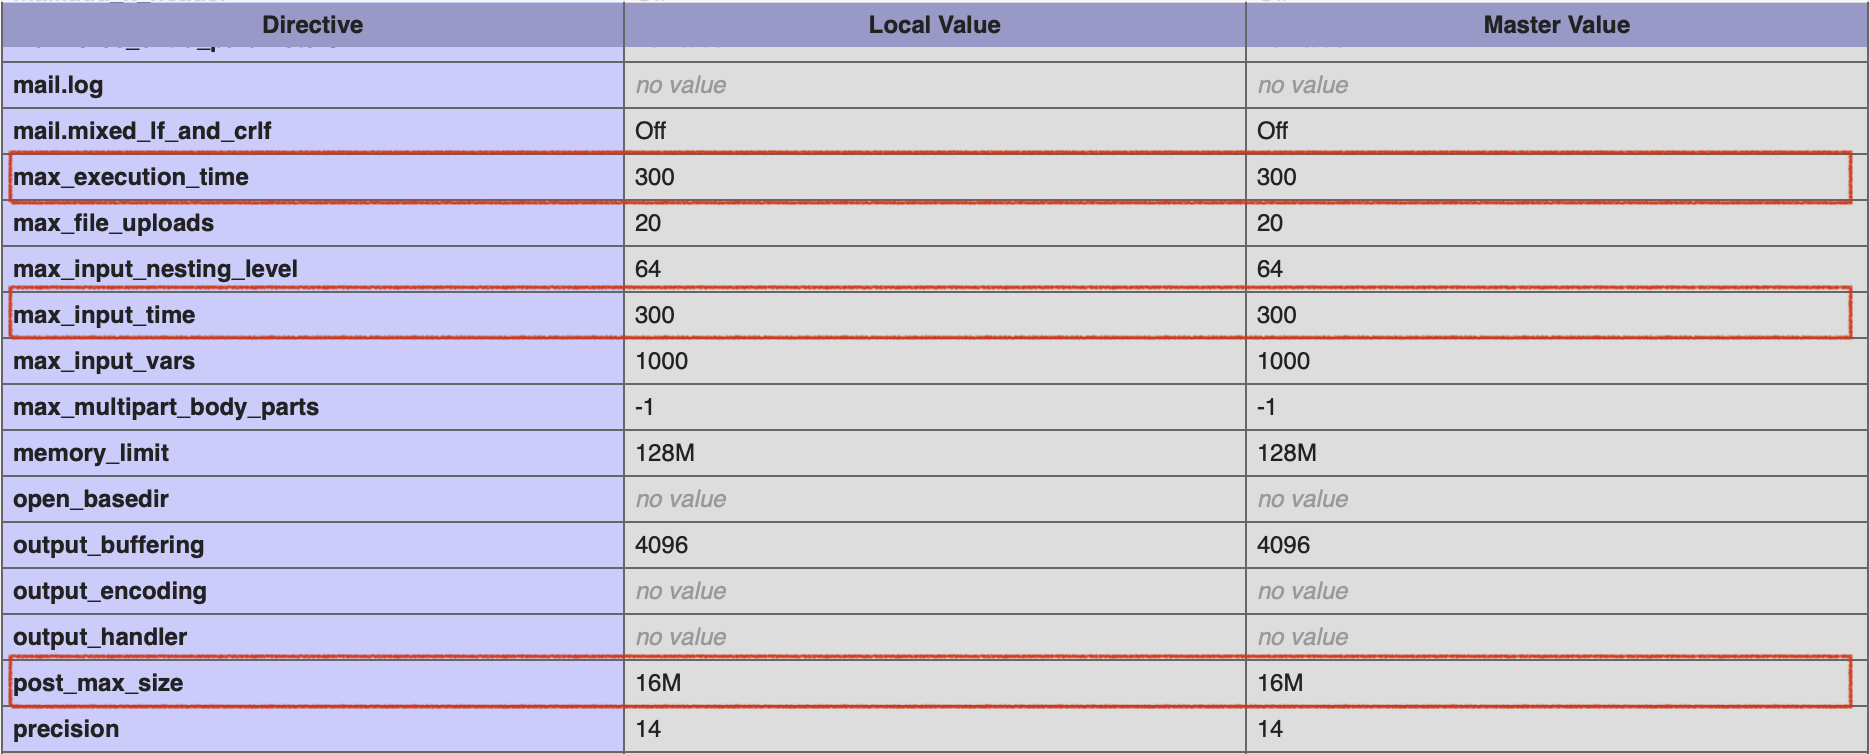 Directive Local Value Master Value
mail.log no value no value
mail.mixed_lf_and_crlf Off Off
max_execution_time 300 300
max_file_uploads 20 20
max_input_nesting_level 64 64
max_input_time 300 300
max_input_vars 1000 1000
max_multipart_body_parts -1 -1
memory_limit 128M 128M
open_basedir no value no value
output_buffering 4096 4096
output_encoding no value no value
output_handler no value no value
post_max_size 16M 16M
precision 14 14